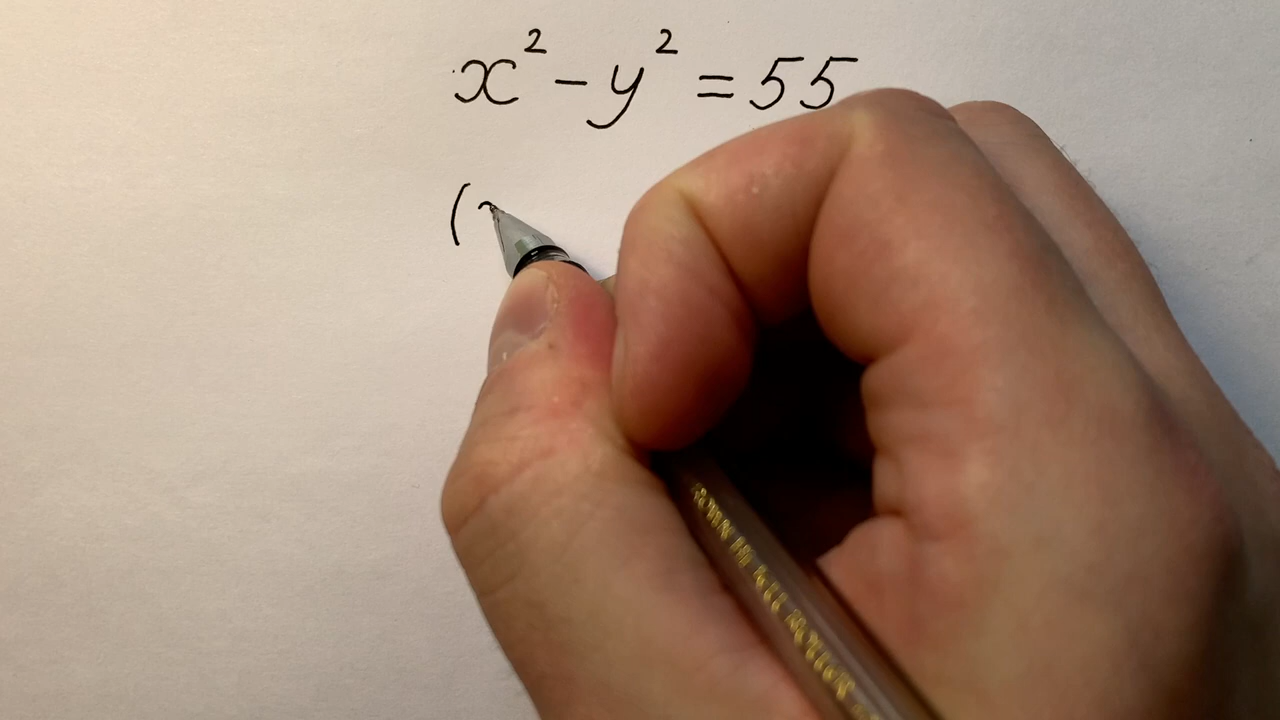 x² - y² = 55
(